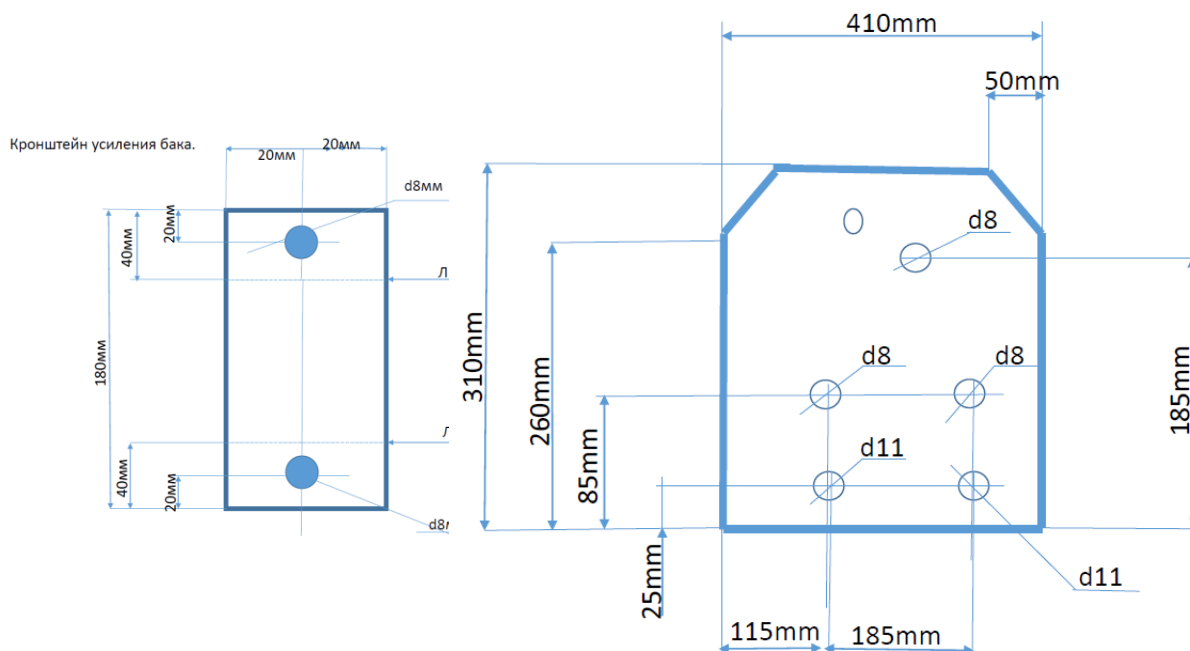 Кронштейн усиления бака.
20мм
20мм
d8мм
20мм
40мм
Л
180мм
Л
40мм
20мм
d8м
410mm
50mm
d8
310mm
260mm
185mm
d8
d8
85mm
d11
25mm
d11
115mm
185mm